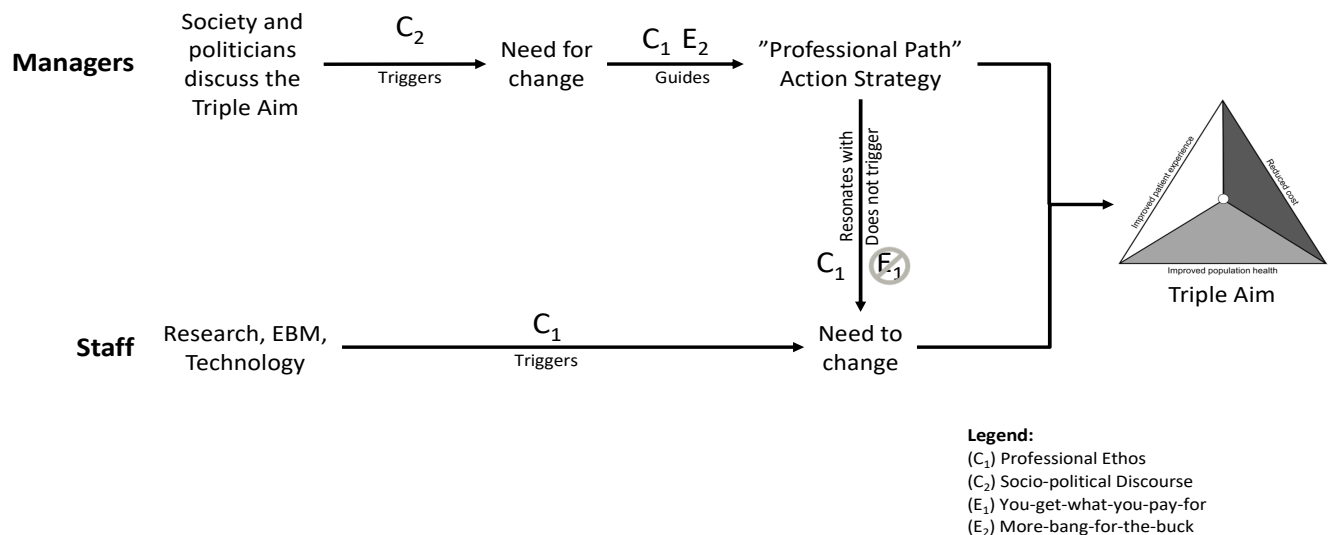 Society and
politicians
discuss the
Triple Aim
Managers
C₂
Triggers
Need for
change
C₁ E₂
Guides
”Professional Path”
Action Strategy
Resonates with
Does not trigger
C₁ E₁
Improved patient experience
Reduced cost
Improved population health
Triple Aim
Staff
Research, EBM,
Technology
C₁
Triggers
Need to
change
Legend:
(C₁) Professional Ethos
(C₂) Socio-political Discourse
(E₁) You-get-what-you-pay-for
(E₂) More-bang-for-the-buck